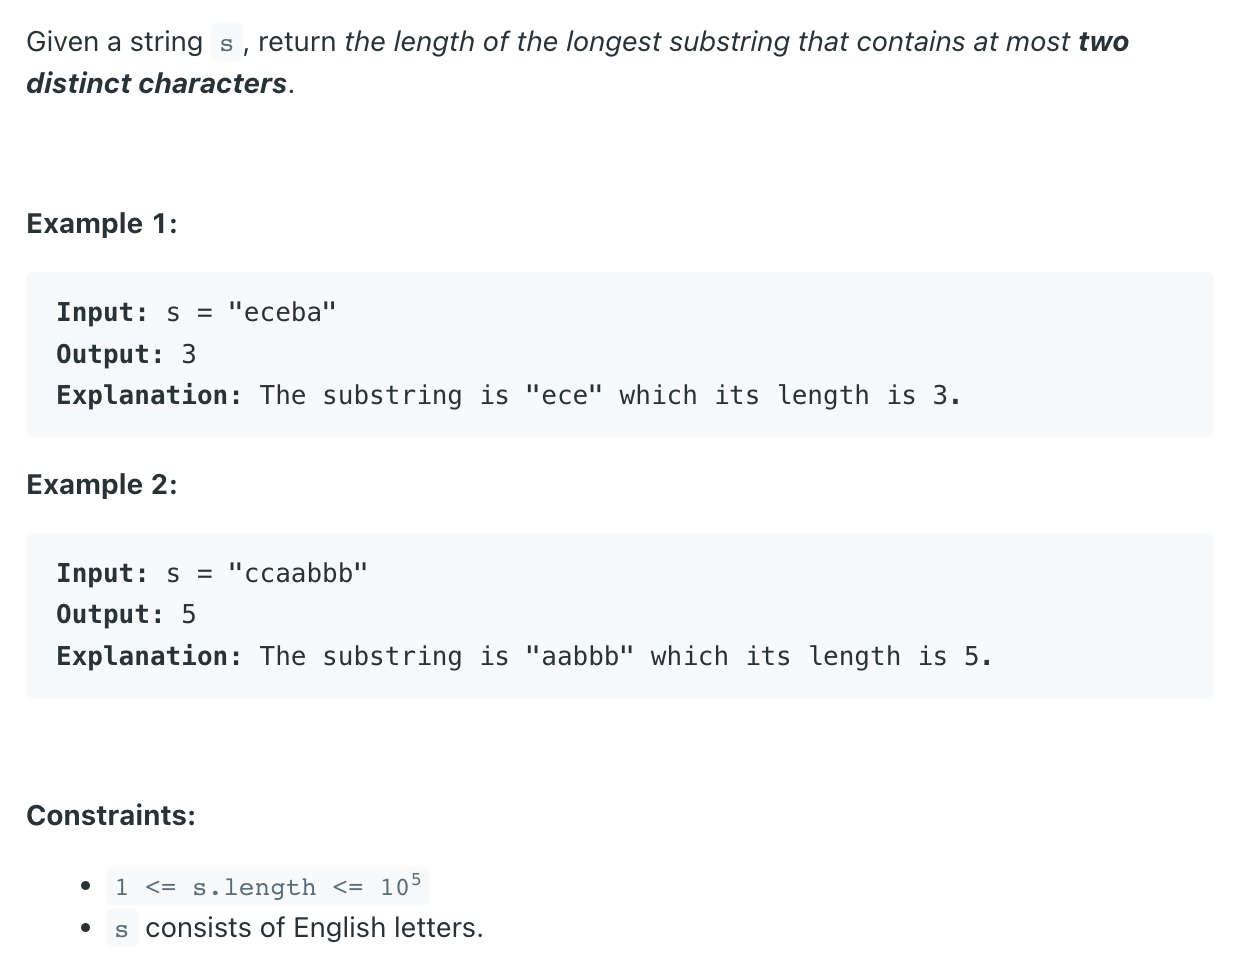 Given a string s, return the length of the longest substring that contains at most two
distinct characters.
Example 1:
Input: s = "eceba"
Output: 3
Explanation: The substring is "ece" which its length is 3.
Example 2:
Input: s = "ccaabbb"
Output: 5
Explanation: The substring is "aabbb" which its length is 5.
Constraints:
• 1 <= s.length <= 10⁵
• s consists of English letters.